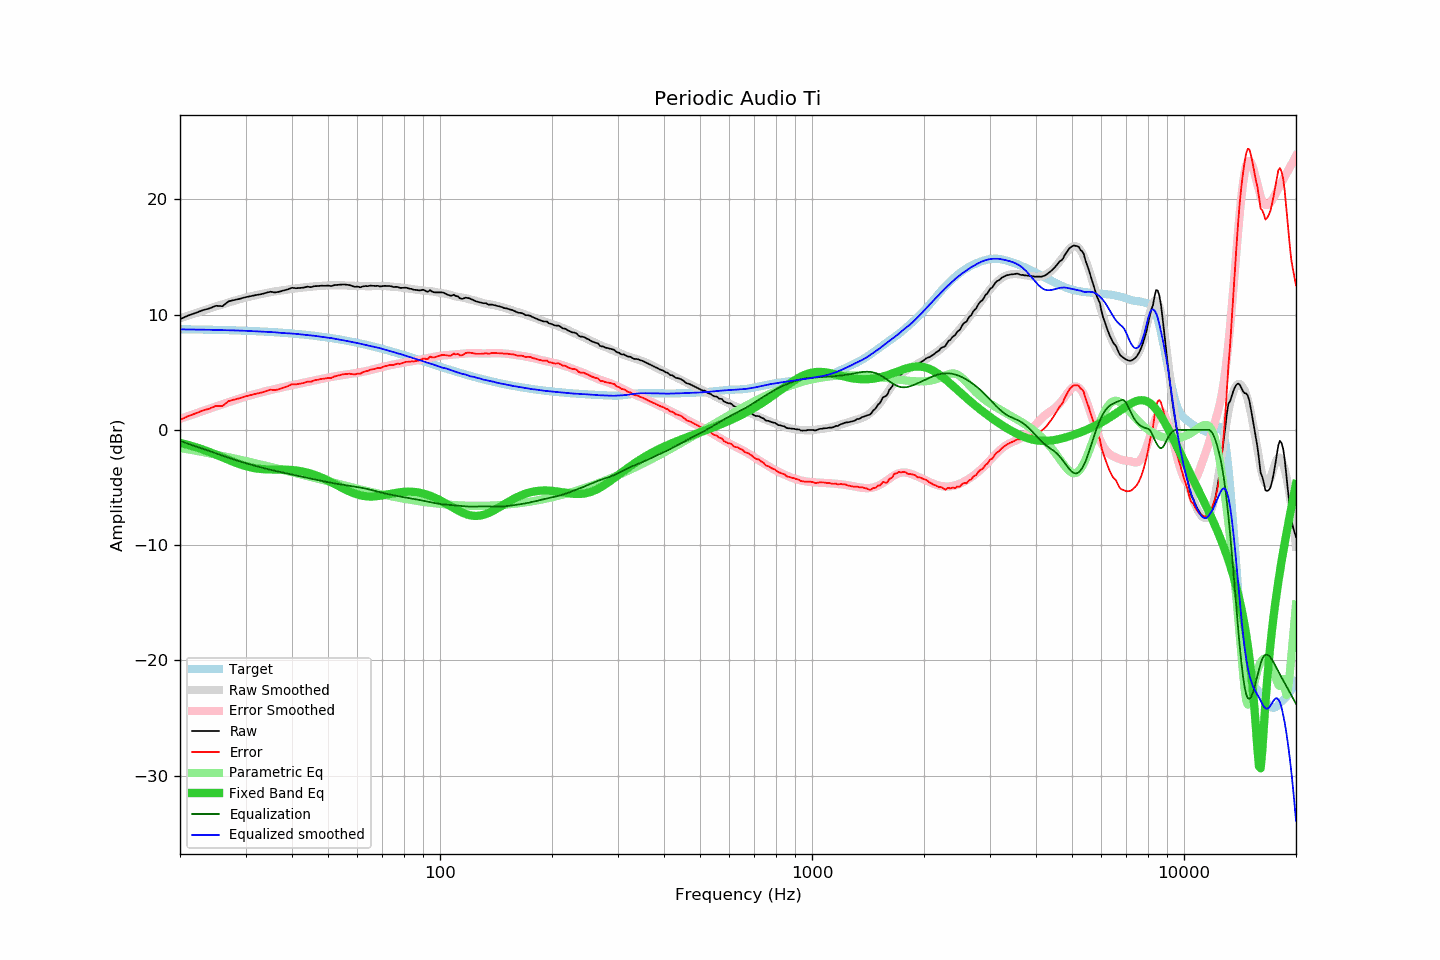 Periodic Audio Ti
Amplitude (dBr)
20
10
0
−10
−20
−30
Target
Raw Smoothed
Error Smoothed
Raw
Error
Parametric Eq
Fixed Band Eq
Equalization
Equalized smoothed
100
1000
10000
Frequency (Hz)